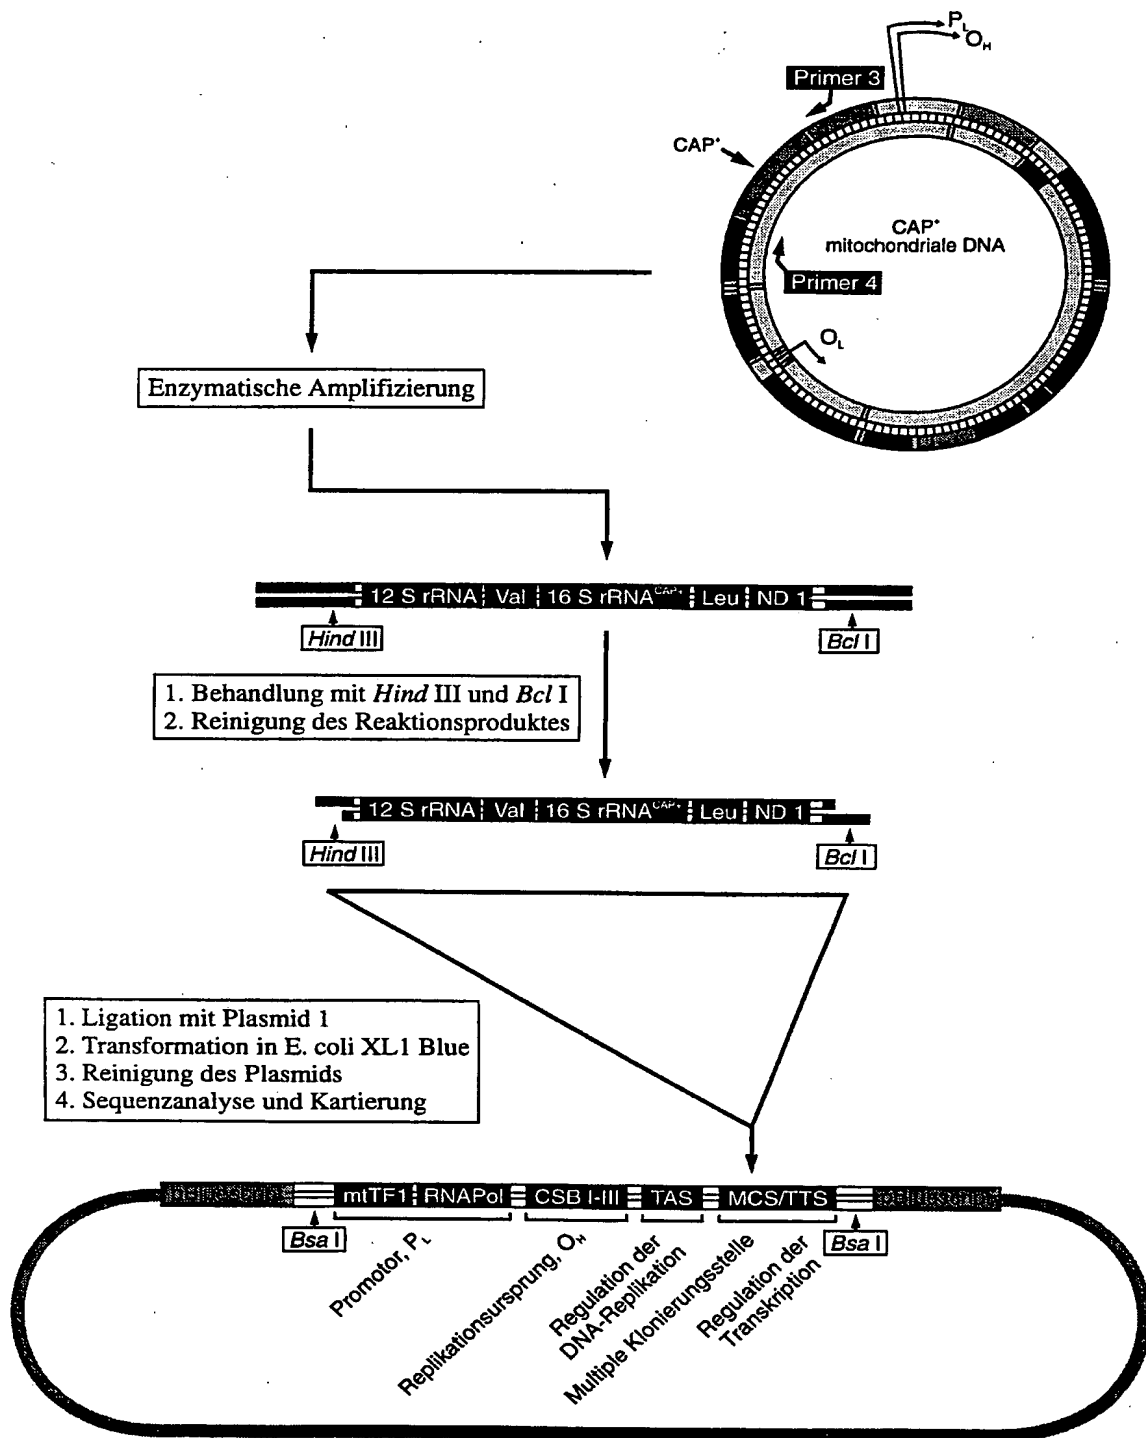 P_L
O_H
Primer 3
CAP⁺
CAP⁺
mitochondriale DNA
Primer 4
O_L
Enzymatische Amplifizierung
12 S rRNA Val 16 S rRNA^CAP+ Leu ND 1
Hind III
Bcl I
1. Behandlung mit Hind III und Bcl I
2. Reinigung des Reaktionsproduktes
12 S rRNA Val 16 S rRNA^CAP+ Leu ND 1
Hind III
Bcl I
1. Ligation mit Plasmid 1
2. Transformation in E. coli XL1 Blue
3. Reinigung des Plasmids
4. Sequenzanalyse und Kartierung
mtTF1 RNAPol CSB I-III TAS MCS/TTS
Bsa I
Bsa I
Promotor, P_L
Replikationsursprung, O_H
Regulation der
DNA-Replikation
Multiple Klonierungsstelle
Regulation der
Transkription